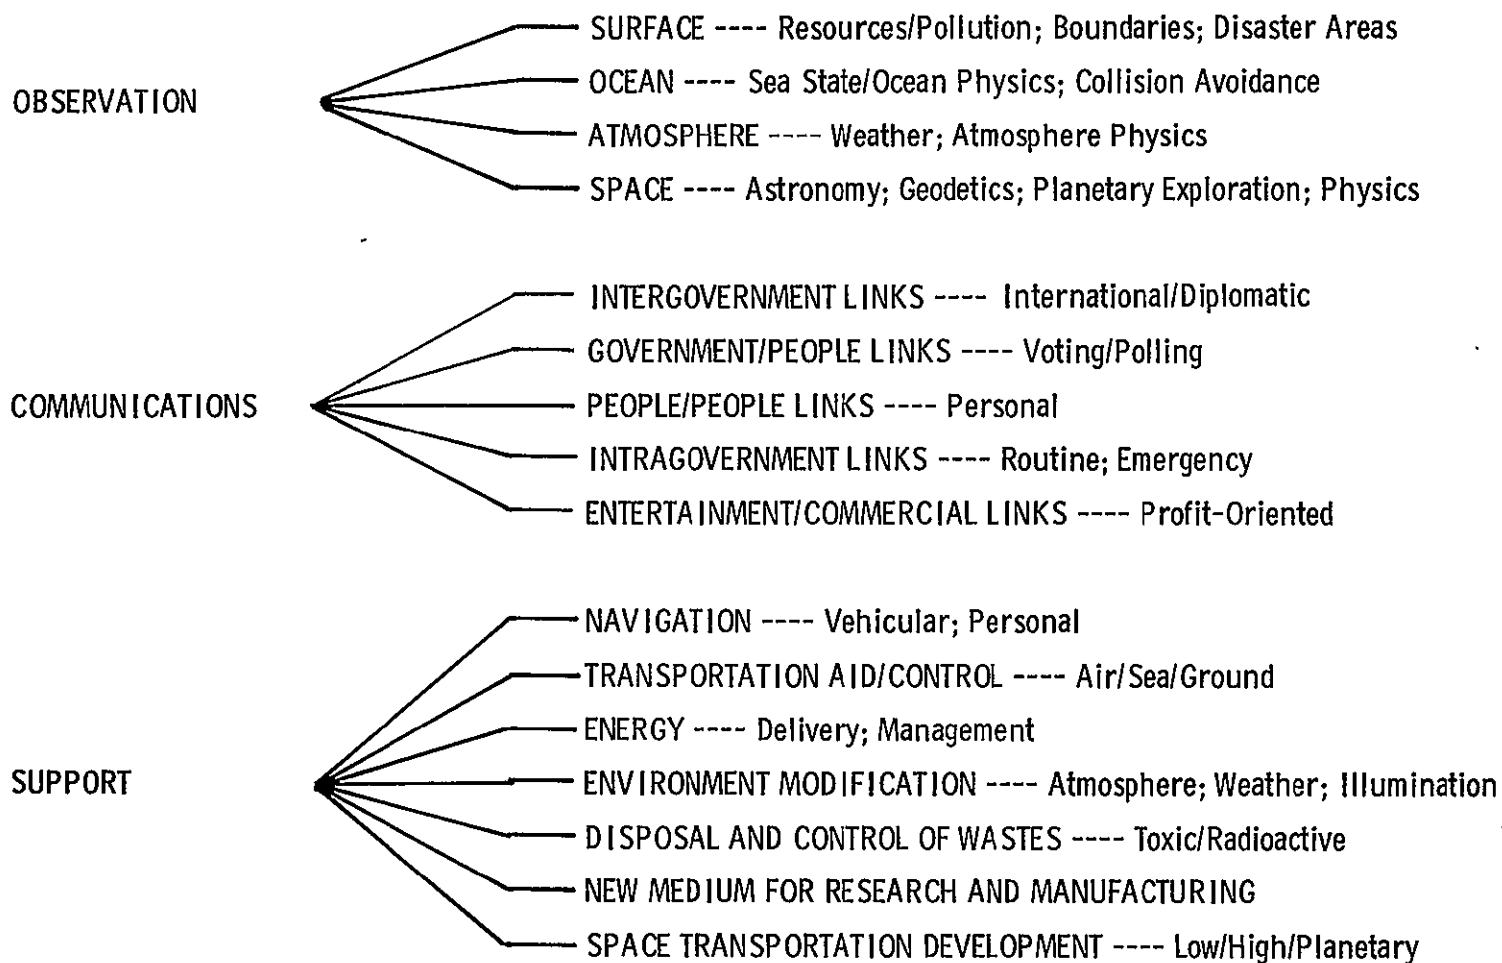 OBSERVATION
SURFACE ---- Resources/Pollution; Boundaries; Disaster Areas
OCEAN ---- Sea State/Ocean Physics; Collision Avoidance
ATMOSPHERE ---- Weather; Atmosphere Physics
SPACE ---- Astronomy; Geodetics; Planetary Exploration; Physics
COMMUNICATIONS
INTERGOVERNMENT LINKS ---- International/Diplomatic
GOVERNMENT/PEOPLE LINKS ---- Voting/Polling
PEOPLE/PEOPLE LINKS ---- Personal
INTRAGOVERNMENT LINKS ---- Routine; Emergency
ENTERTAINMENT/COMMERCIAL LINKS ---- Profit-Oriented
SUPPORT
NAVIGATION ---- Vehicular; Personal
TRANSPORTATION AID/CONTROL ---- Air/Sea/Ground
ENERGY ---- Delivery; Management
ENVIRONMENT MODIFICATION ---- Atmosphere; Weather; Illumination
DISPOSAL AND CONTROL OF WASTES ---- Toxic/Radioactive
NEW MEDIUM FOR RESEARCH AND MANUFACTURING
SPACE TRANSPORTATION DEVELOPMENT ---- Low/High/Planetary